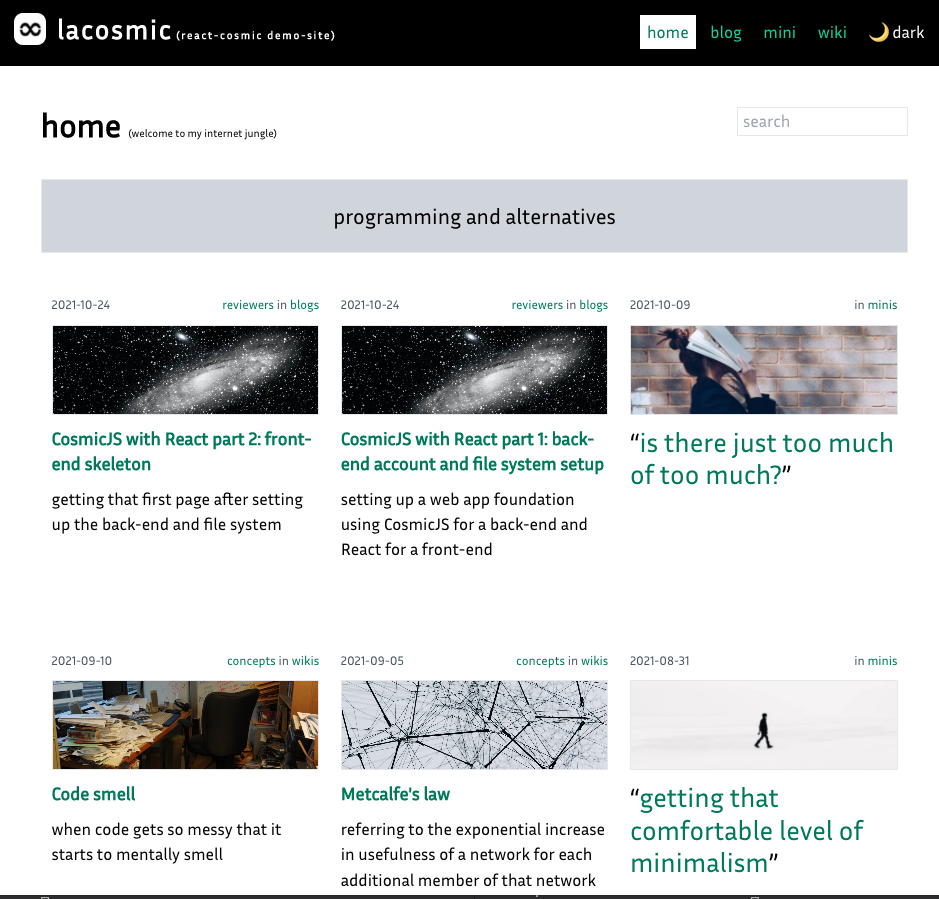 lacosmic (react-cosmic demo-site)
home blog mini wiki 🌙 dark
home (welcome to my internet jungle)
search
programming and alternatives
2021-10-24 reviewers in blogs
CosmicJS with React part 2: front-
end skeleton
getting that first page after setting
up the back-end and file system
2021-10-24 reviewers in blogs
CosmicJS with React part 1: back-
end account and file system setup
setting up a web app foundation
using CosmicJS for a back-end and
React for a front-end
2021-10-09 in minis
“is there just too much
of too much?”
2021-09-10 concepts in wikis
Code smell
when code gets so messy that it
starts to mentally smell
2021-09-05 concepts in wikis
Metcalfe's law
referring to the exponential increase
in usefulness of a network for each
additional member of that network
2021-08-31 in minis
“getting that
comfortable level of
minimalism”